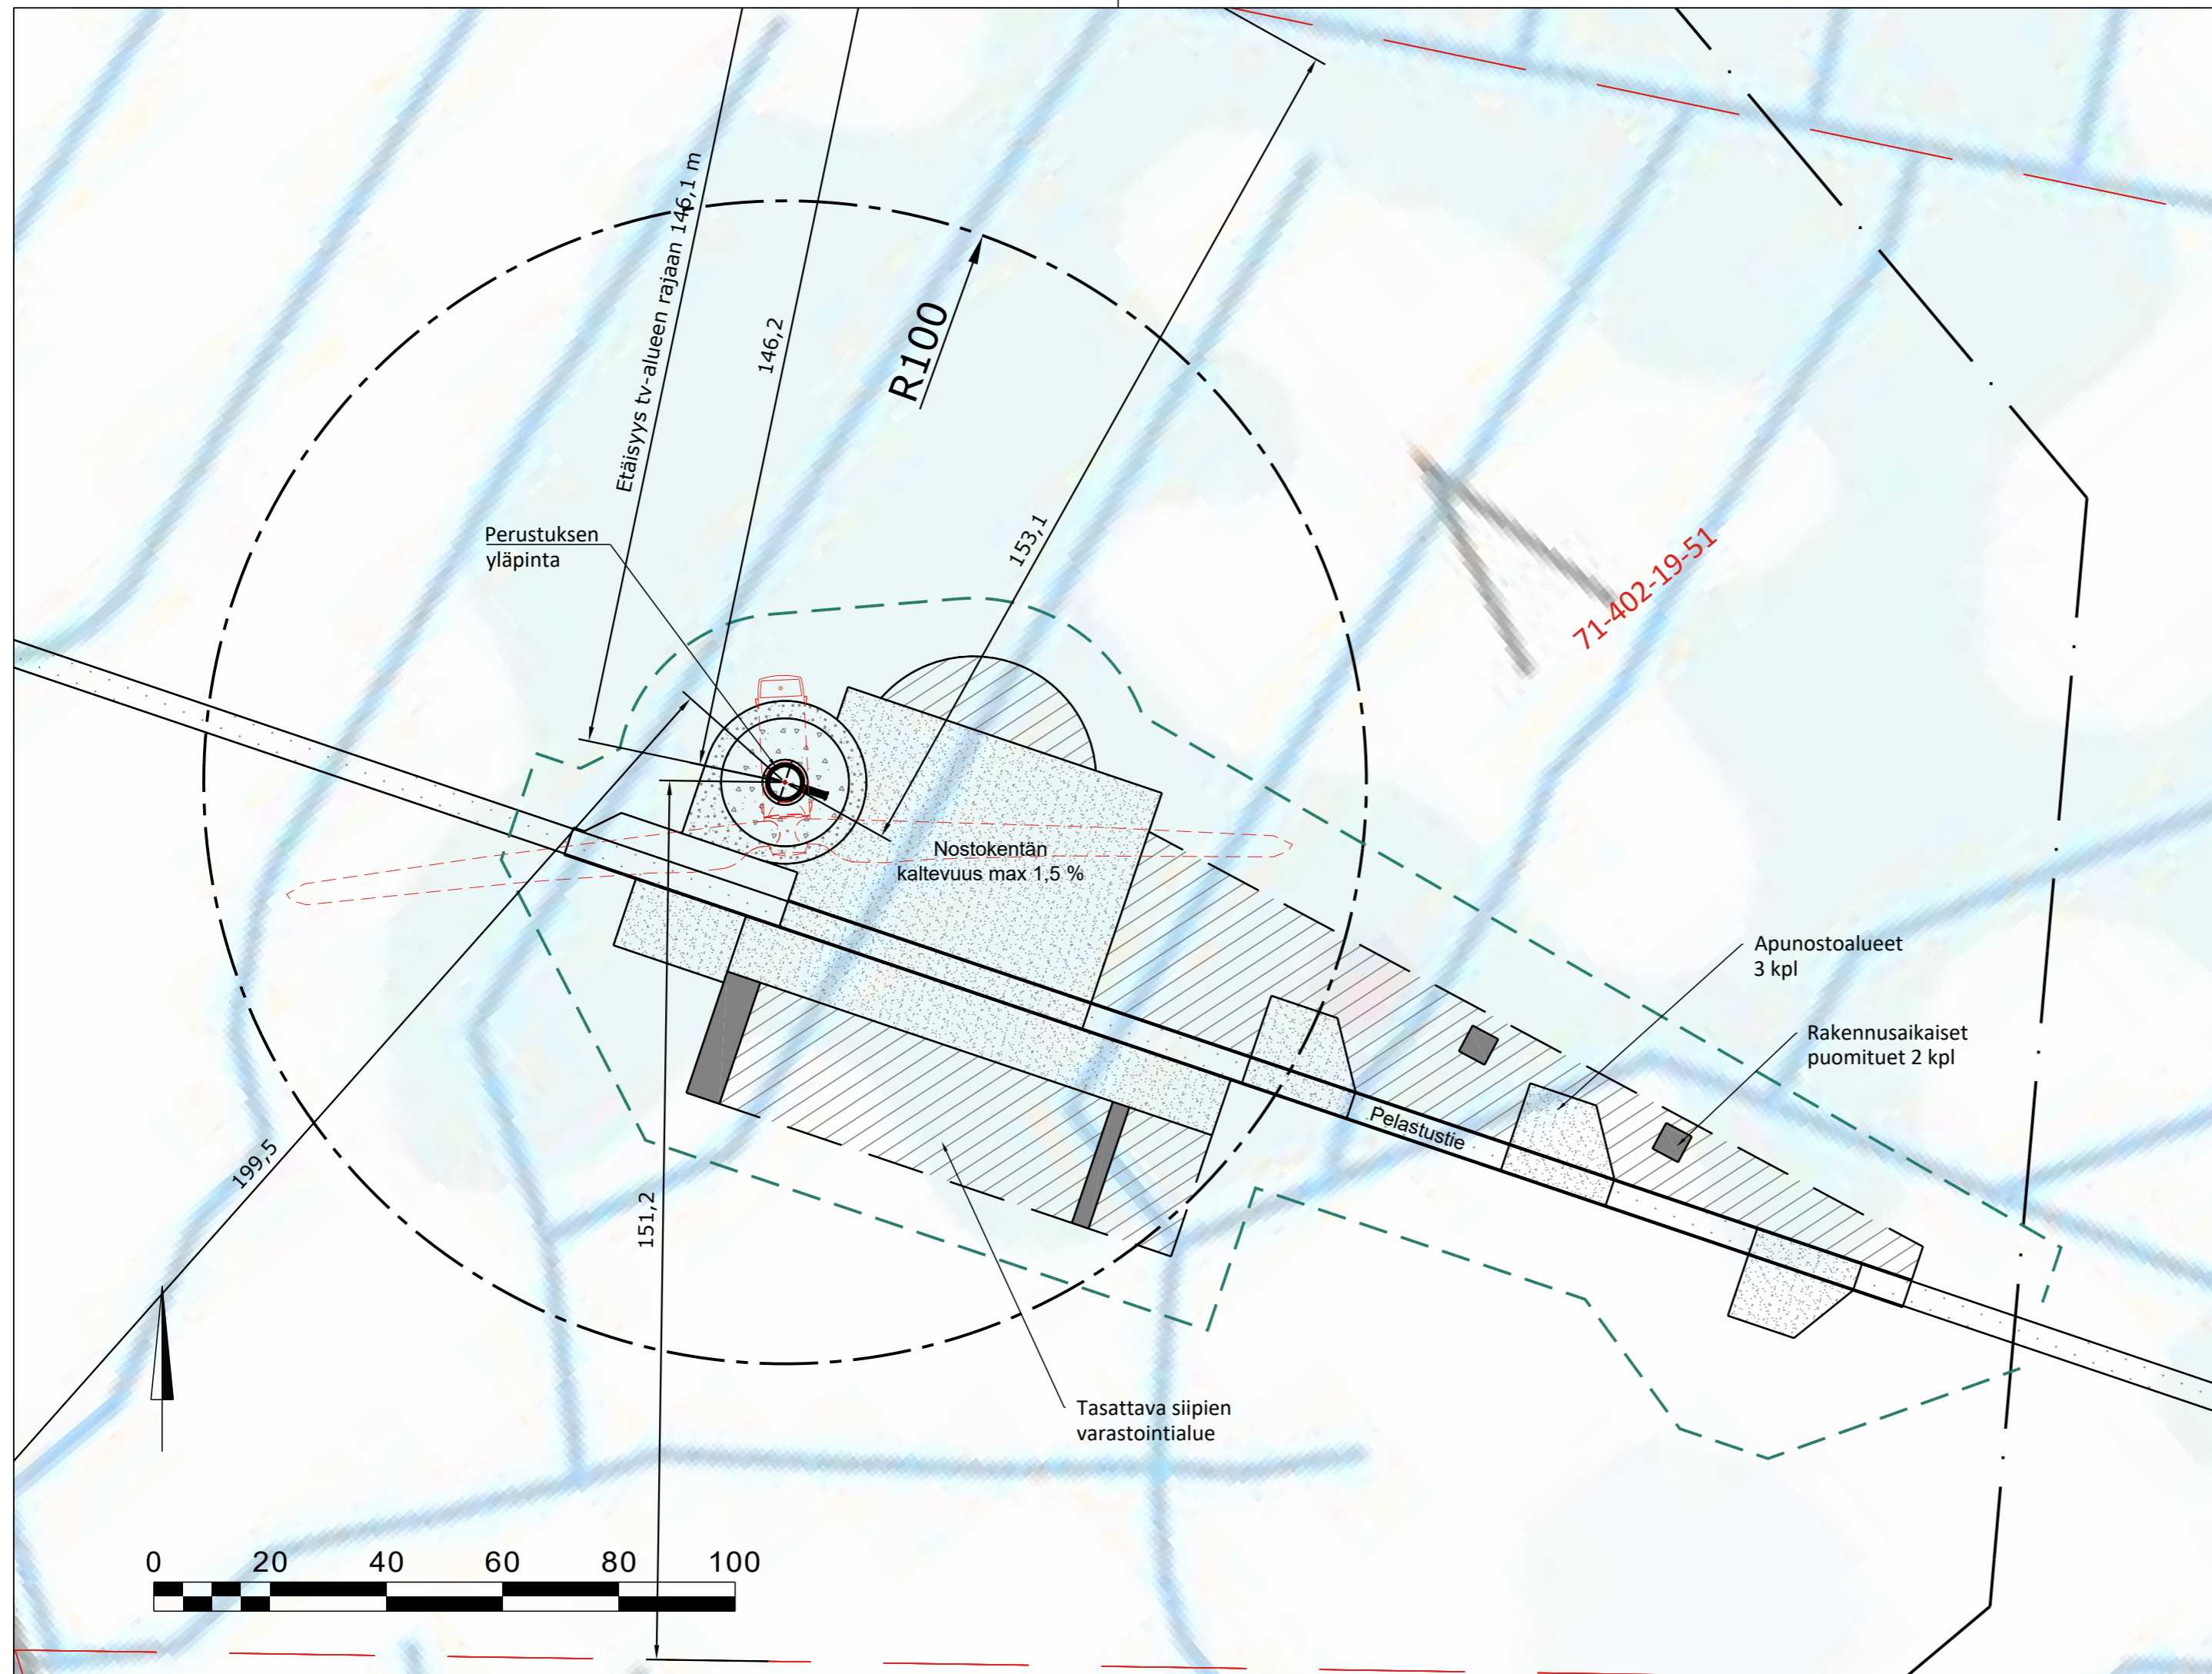 Etäisyys tv-alueen rajaan 146,1 m
146,2
R100
153,1
71-402-19-51
Perustuksen
yläpinta
Nostokentän
kaltevuus max 1,5 %
Apunostoalueet
3 kpl
Rakennusaikaiset
puomituet 2 kpl
Pelastustie
199,5
151,2
Tasattava siipien
varastointialue
0 20 40 60 80 100